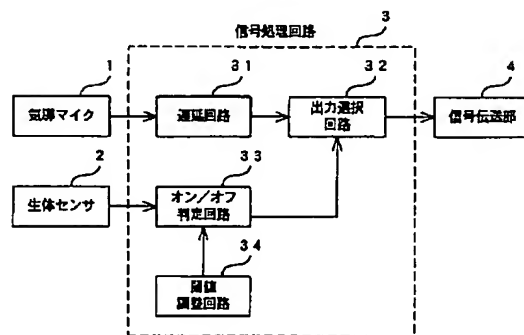 信号処理回路
3
1
31
32
4
気導マイク
遅延回路
出力選択
回路
信号伝送部
2
33
生体センサ
オン/オフ
判定回路
34
閾値
調整回路